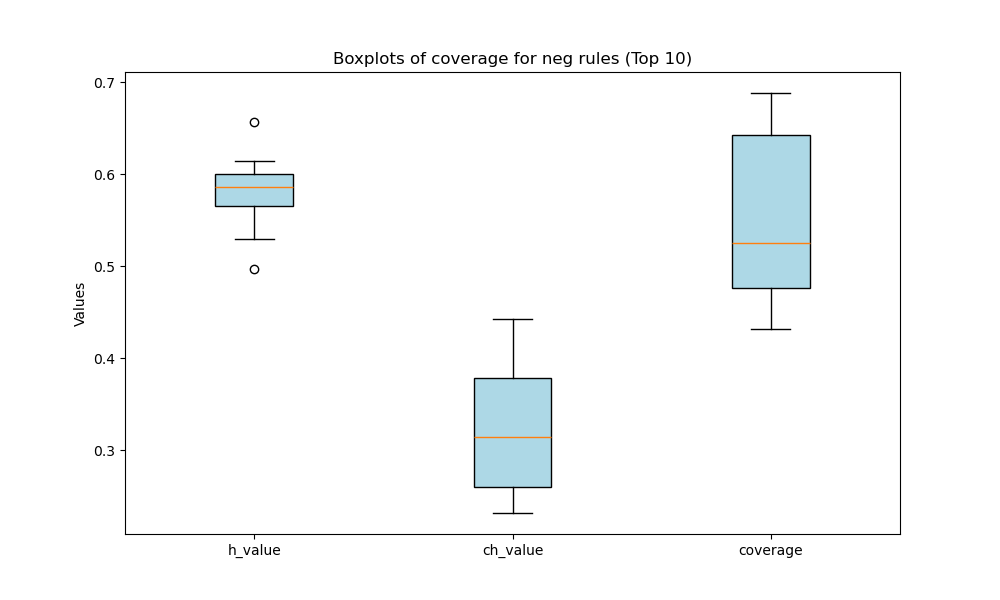 Boxplots of coverage for neg rules (Top 10)
0.7
0.6
0.5
0.4
0.3
Values
h_value
ch_value
coverage